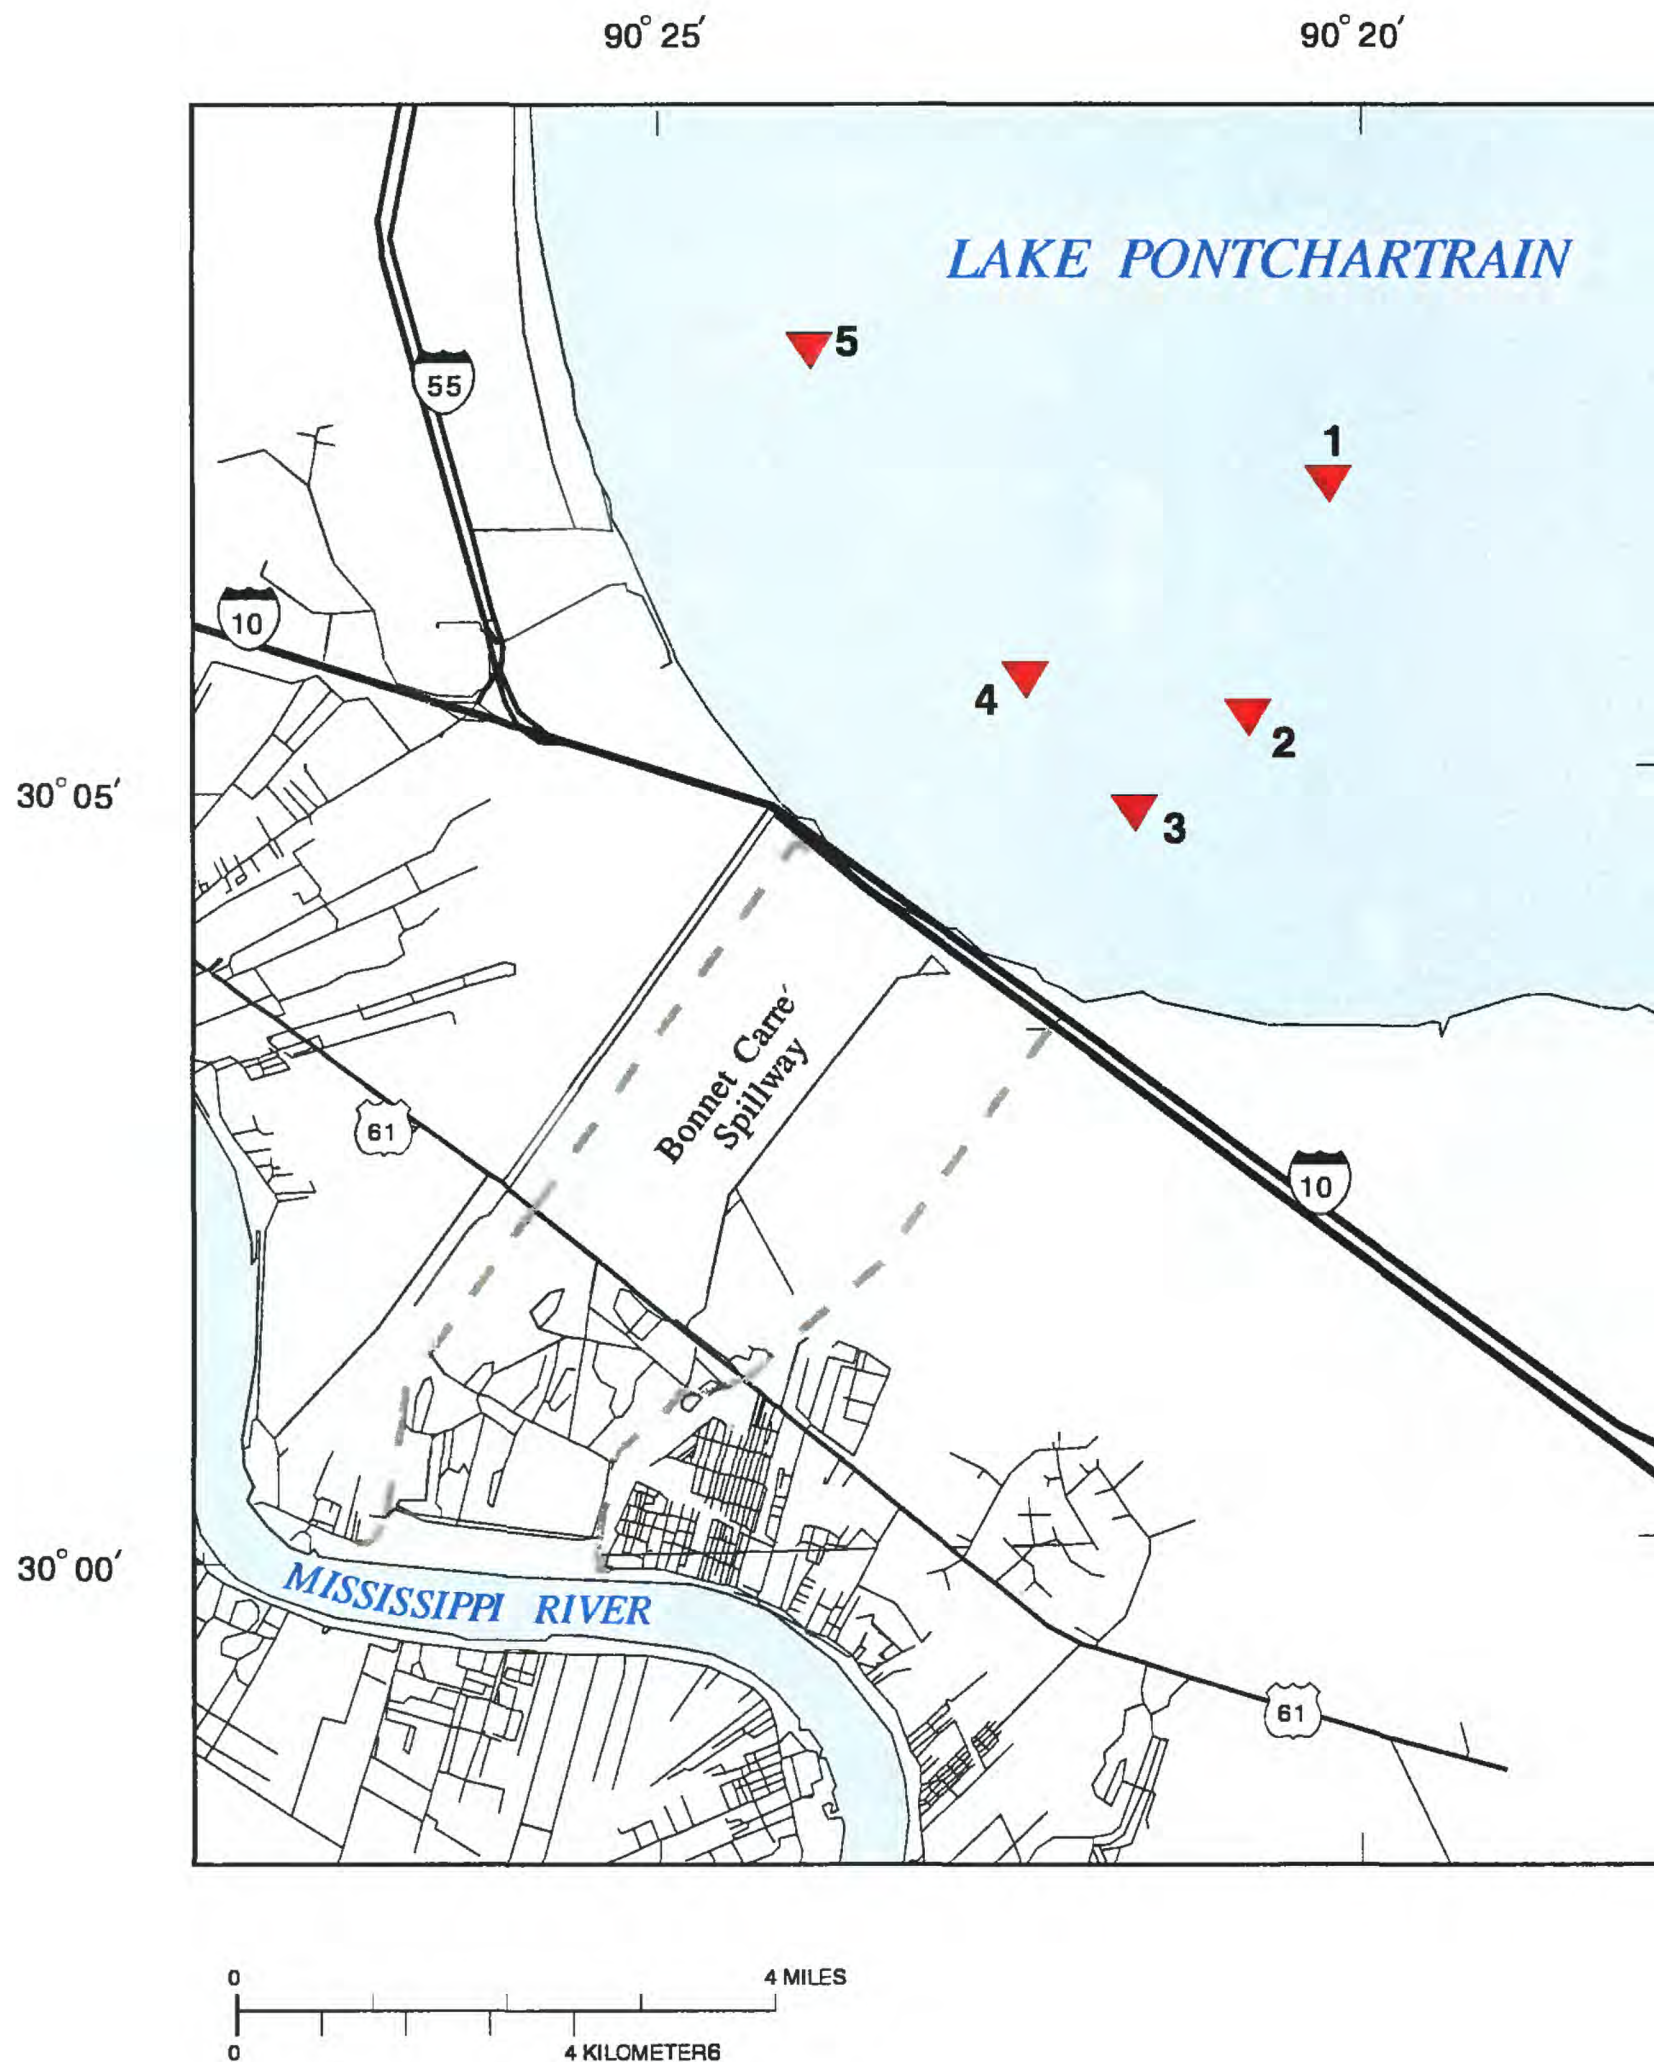 90° 25′ 90° 20′
LAKE PONTCHARTRAIN
5
55
1
10
4
2
30° 05′
3
Bonnet Carré
Spillway
61
10
30° 00′
MISSISSIPPI RIVER
61
0 4 MILES
0 4 KILOMETER6